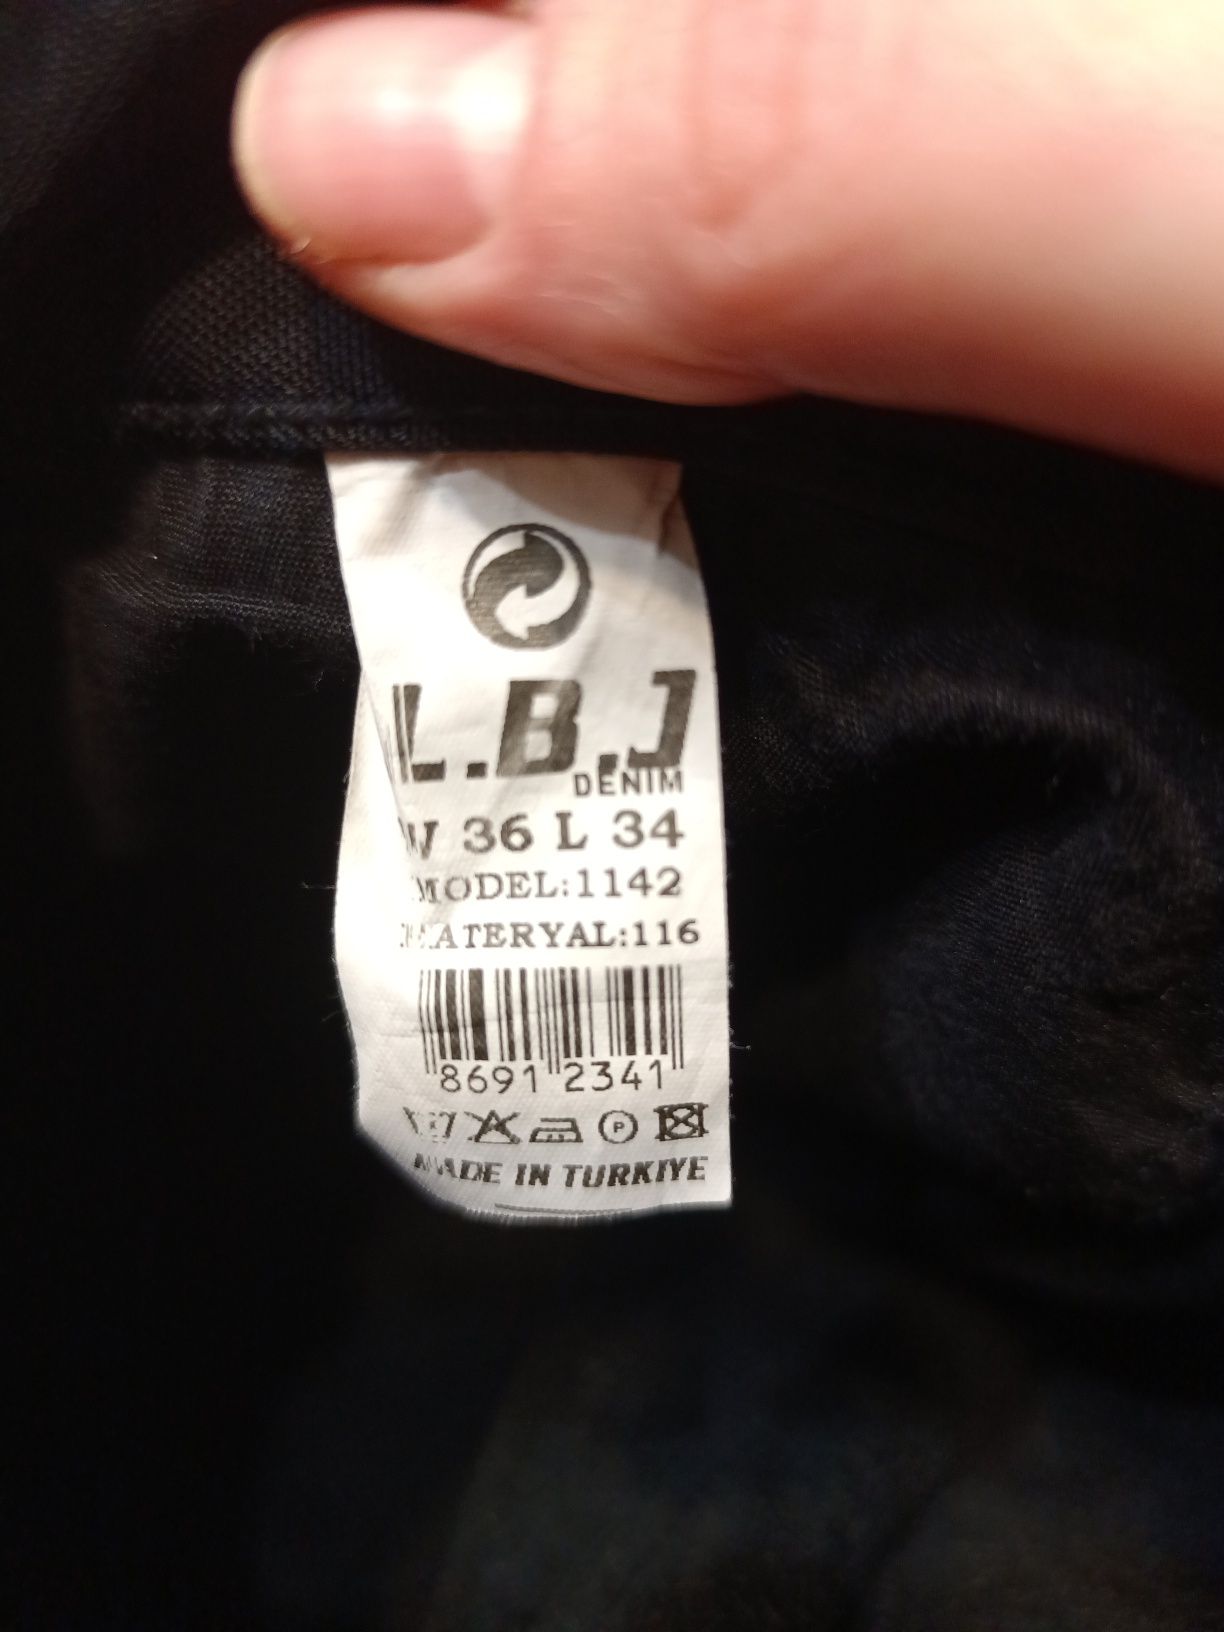 L.B.J
DENIM
W 36 L 34
MODEL:1142
MATERYAL:116
8691 2341
MADE IN TURKIYE